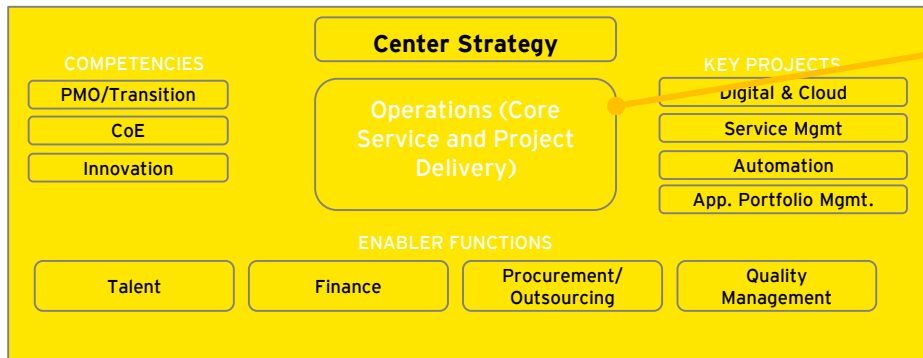 Center Strategy
COMPETENCIES
PMO/Transition
CoE
Innovation
Operations (Core
Service and Project
Delivery)
KEY PROJECTS
Digital & Cloud
Service Mgmt
Automation
App. Portfolio Mgmt.
ENABLER FUNCTIONS
Talent
Finance
Procurement/
Outsourcing
Quality
Management